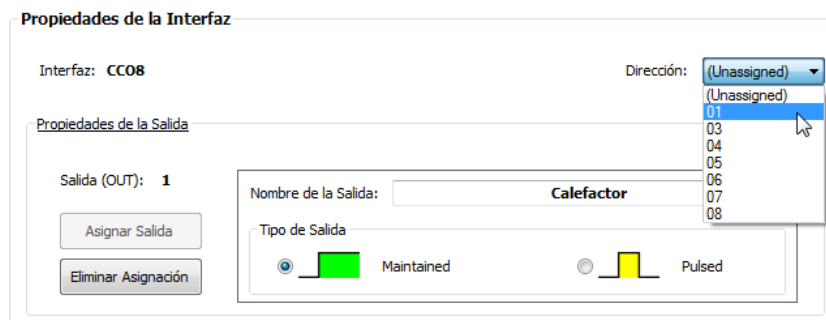 Propiedades de la Interfaz
Interfaz: CCO8
Dirección: (Unassigned)
(Unassigned)
01
03
04
05
06
07
08
Propiedades de la Salida
Salida (OUT): 1
Asignar Salida
Eliminar Asignación
Nombre de la Salida: Calefactor
Tipo de Salida
Maintained
Pulsed